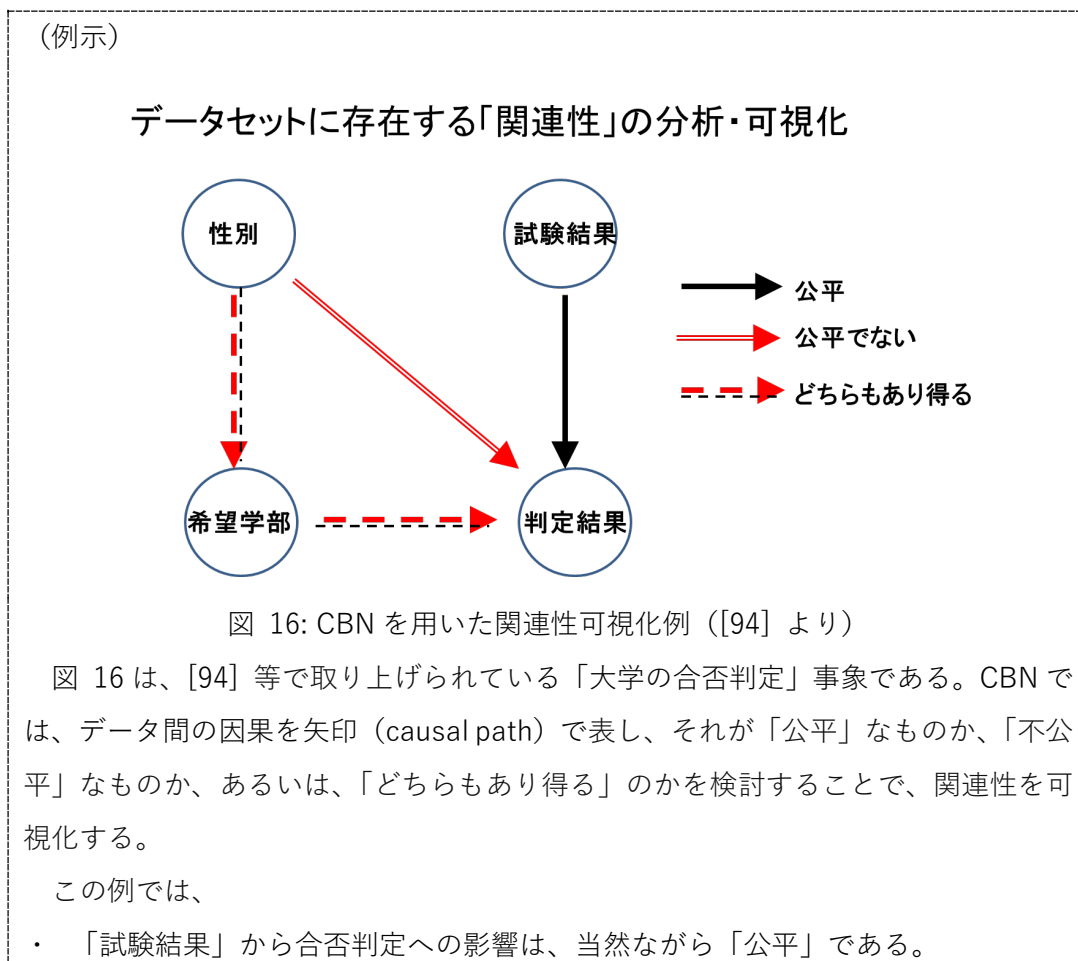 （例示）
データセットに存在する「関連性」の分析・可視化
性別
試験結果
公平
公平でない
どちらもあり得る
希望学部
判定結果
図 16: CBN を用いた関連性可視化例（[94] より）
図 16 は、[94] 等で取り上げられている「大学の合否判定」事象である。CBN で
は、データ間の因果を矢印（causal path）で表し、それが「公平」なものか、「不公
平」なものか、あるいは、「どちらもあり得る」のかを検討することで、関連性を可
視化する。
この例では、
・ 「試験結果」から合否判定への影響は、当然ながら「公平」である。